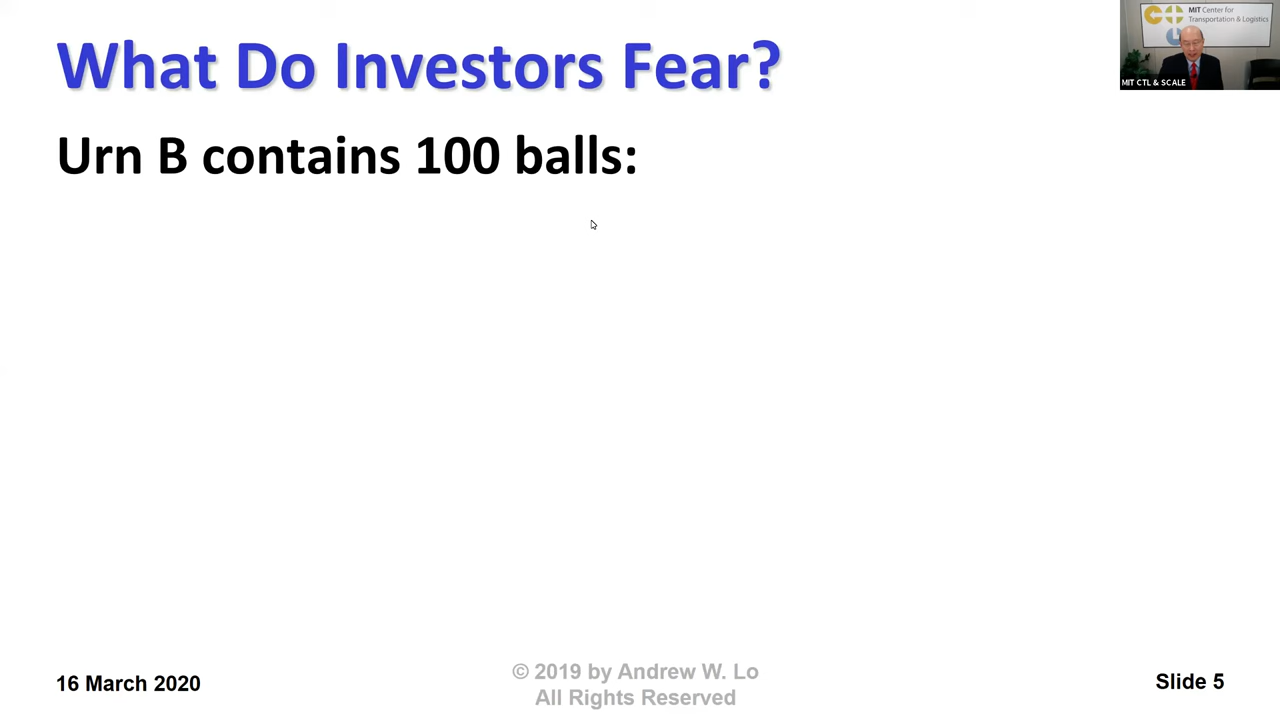 What Do Investors Fear?
MIT Center for
Transportation & Logistics
MIT CTL & SCALE
Urn B contains 100 balls:
16 March 2020
© 2019 by Andrew W. Lo
All Rights Reserved
Slide 5